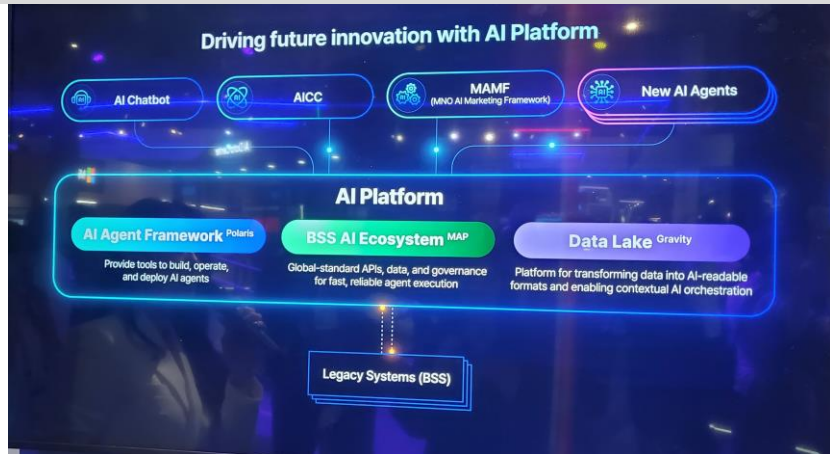 Driving future innovation with AI Platform
AI Chatbot
AICC
MAMF
(MNO AI Marketing Framework)
New AI Agents
AI Platform
AI Agent Framework Polaris
Provide tools to build, operate,
and deploy AI agents
BSS AI Ecosystem MAP
Global-standard APIs, data, and governance
for fast, reliable agent execution
Data Lake Gravity
Platform for transforming data into AI-readable
formats and enabling contextual AI orchestration
Legacy Systems (BSS)